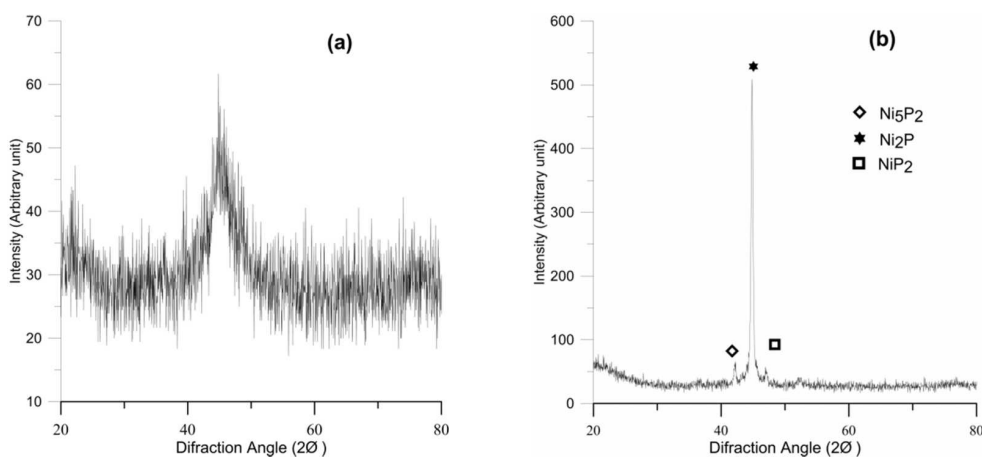 (a)
Intensity (Arbitrary unit)
70
60
50
40
30
20
10
20
40
60
80
Difraction Angle (2Ø)
(b)
Intensity (Arbitrary unit)
600
500
400
300
200
100
0
Ni5P2
Ni2P
NiP2
20
40
60
80
Difraction Angle (2Ø)